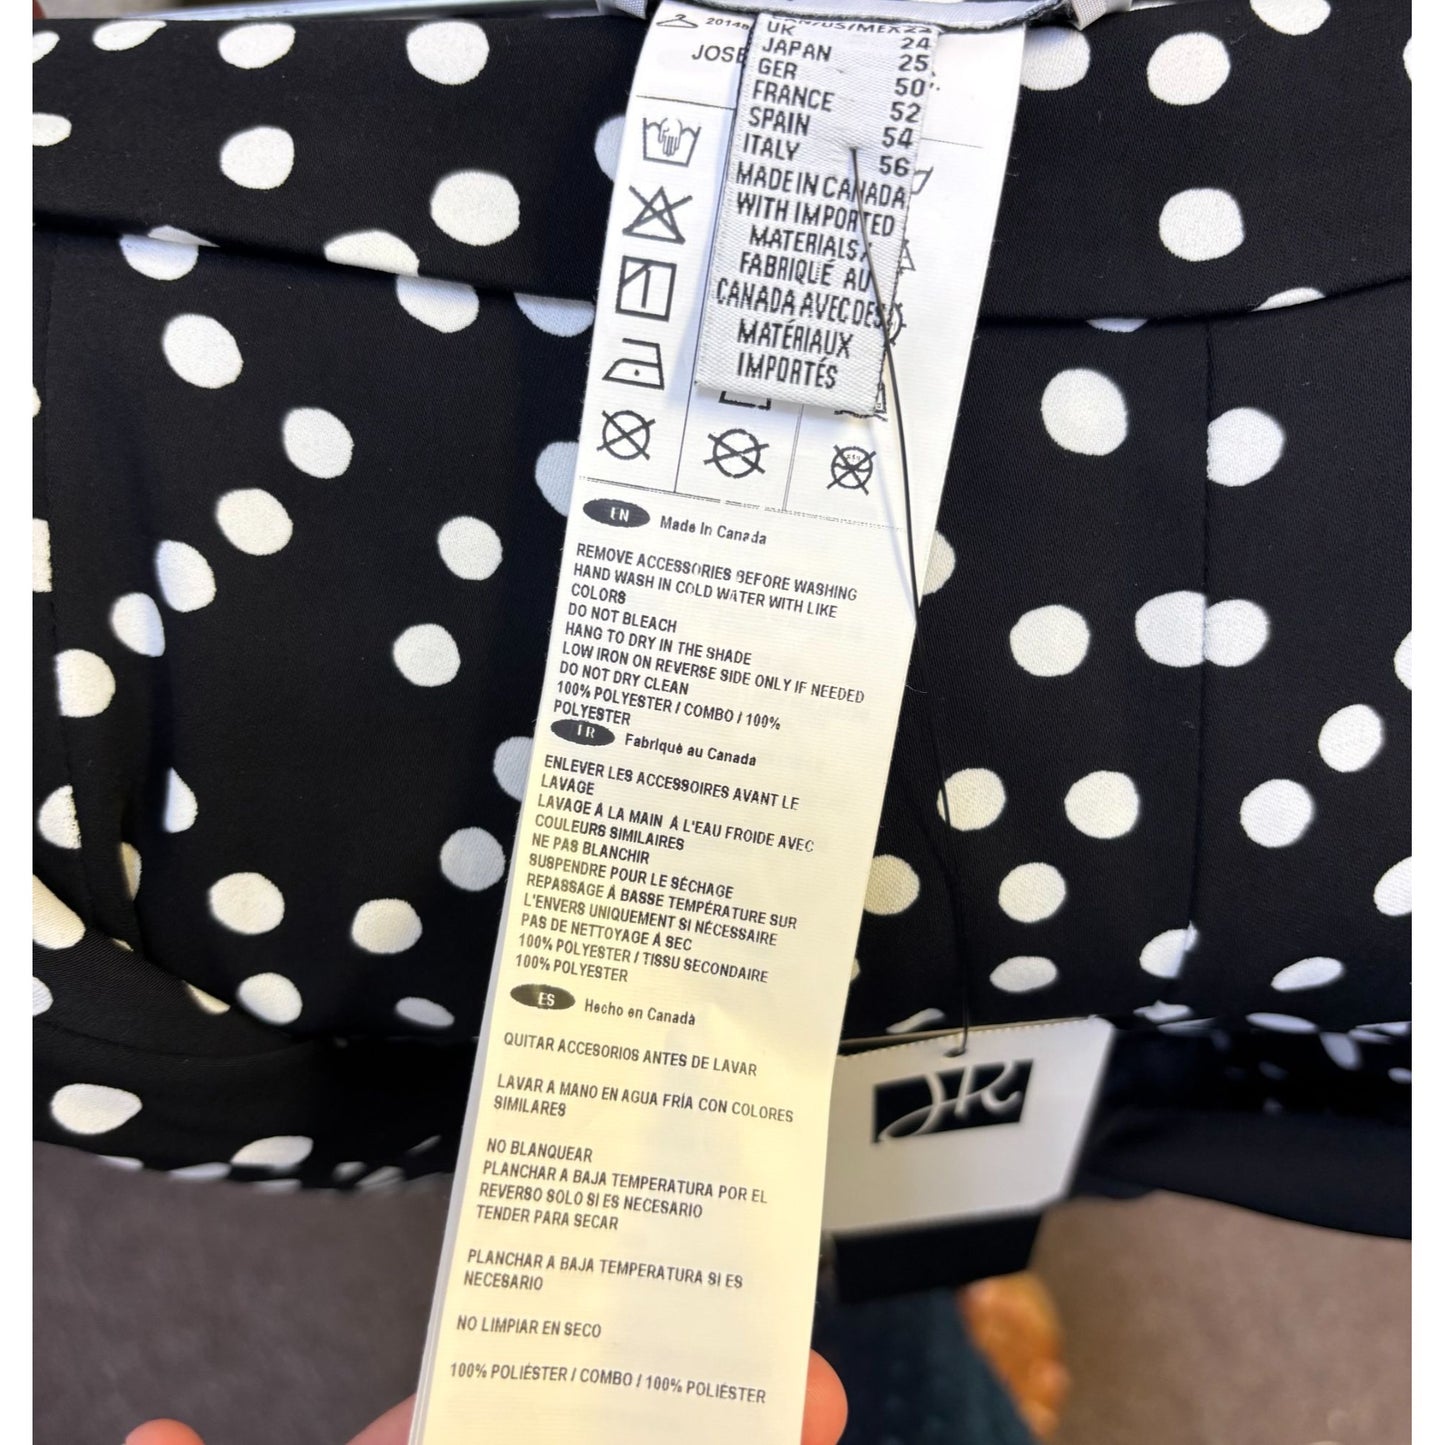 JOSE
CAN/US/MEX 22
UK 24
JAPAN 25
GER 50
FRANCE 52
SPAIN 54
ITALY 56
MADE IN CANADA
WITH IMPORTED
MATERIALS /
FABRIQUÉ AU
CANADA AVEC DES
MATÉRIAUX
IMPORTÉS
EN Made In Canada
REMOVE ACCESSORIES BEFORE WASHING
HAND WASH IN COLD WATER WITH LIKE
COLORS
DO NOT BLEACH
HANG TO DRY IN THE SHADE
LOW IRON ON REVERSE SIDE ONLY IF NEEDED
DO NOT DRY CLEAN
100% POLYESTER / COMBO / 100%
POLYESTER
FR Fabriqué au Canada
ENLEVER LES ACCESSOIRES AVANT LE
LAVAGE
LAVAGE À LA MAIN À L'EAU FROIDE AVEC
COULEURS SIMILAIRES
NE PAS BLANCHIR
SUSPENDRE POUR LE SÉCHAGE
REPASSAGE À BASSE TEMPÉRATURE SUR
L'ENVERS UNIQUEMENT SI NÉCESSAIRE
PAS DE NETTOYAGE À SEC
100% POLYESTER / TISSU SECONDAIRE
100% POLYESTER
ES Hecho en Canadà
QUITAR ACCESORIOS ANTES DE LAVAR
LAVAR A MANO EN AGUA FRÍA CON COLORES
SIMILARES
NO BLANQUEAR
PLANCHAR A BAJA TEMPERATURA POR EL
REVERSO SOLO SI ES NECESARIO
TENDER PARA SECAR
PLANCHAR A BAJA TEMPERATURA SI ES
NECESARIO
NO LIMPIAR EN SECO
100% POLIÉSTER / COMBO / 100% POLIÉSTER
JR